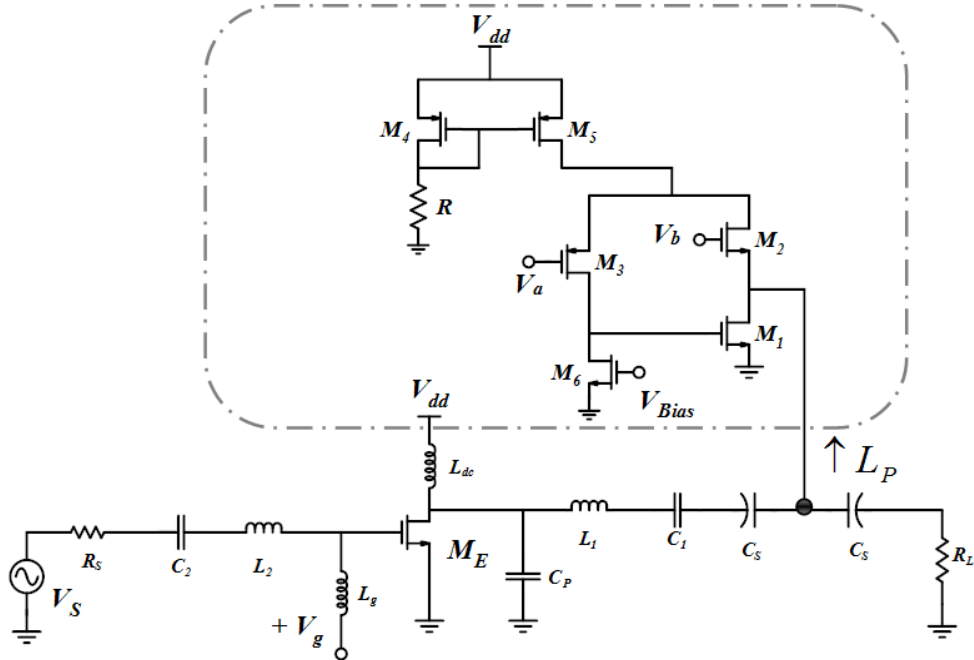 V_dd
M_4
M_5
R
V_b
M_2
V_a
M_3
M_1
M_6
V_Bias
V_dd
L_dc
↑ L_P
R_S
C_2
L_2
M_E
L_1
C_1
C_S
C_S
R_L
C_P
V_S
L_g
+ V_g